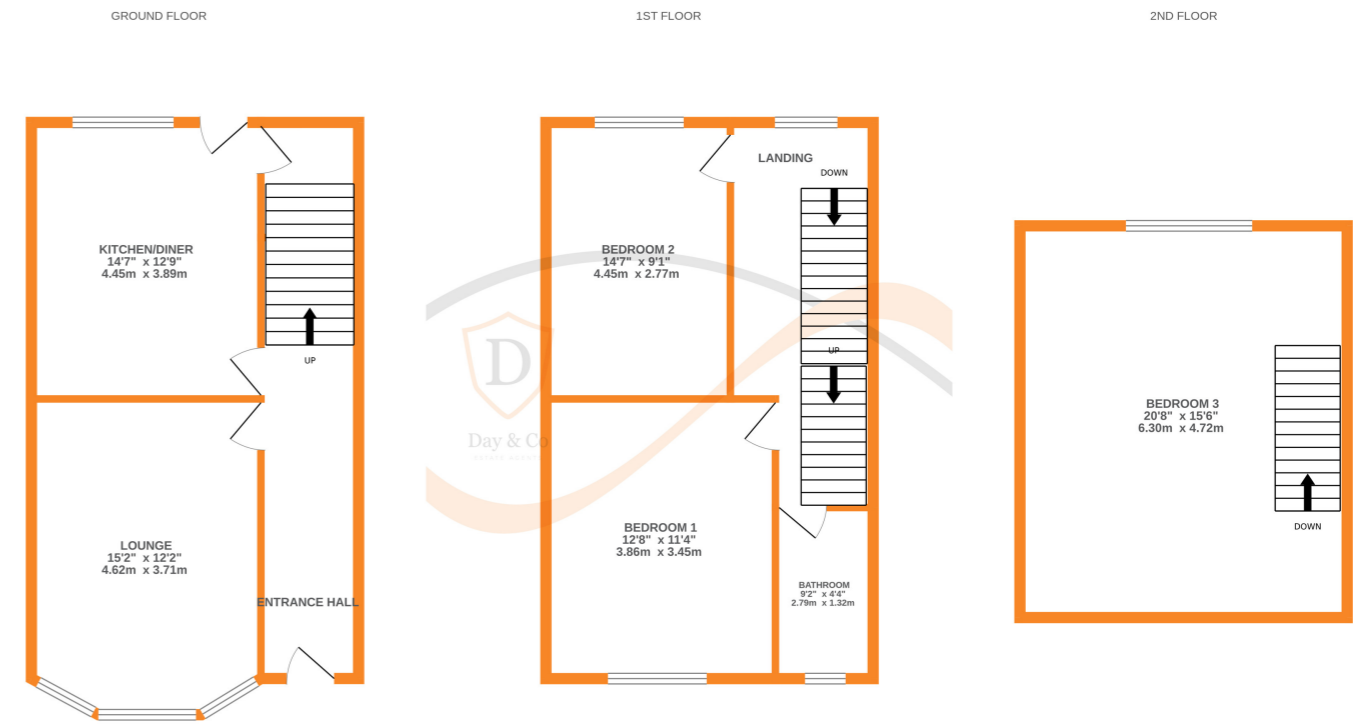 GROUND FLOOR
KITCHEN/DINER
14'7" x 12'9"
4.45m x 3.89m
UP
LOUNGE
15'2" x 12'2"
4.62m x 3.71m
ENTRANCE HALL
1ST FLOOR
LANDING
DOWN
BEDROOM 2
14'7" x 9'1"
4.45m x 2.77m
UP
D
Day & Co
BEDROOM 1
12'8" x 11'4"
3.86m x 3.45m
BATHROOM
9'2" x 4'4"
2.79m x 1.32m
2ND FLOOR
BEDROOM 3
20'8" x 15'6"
6.30m x 4.72m
DOWN